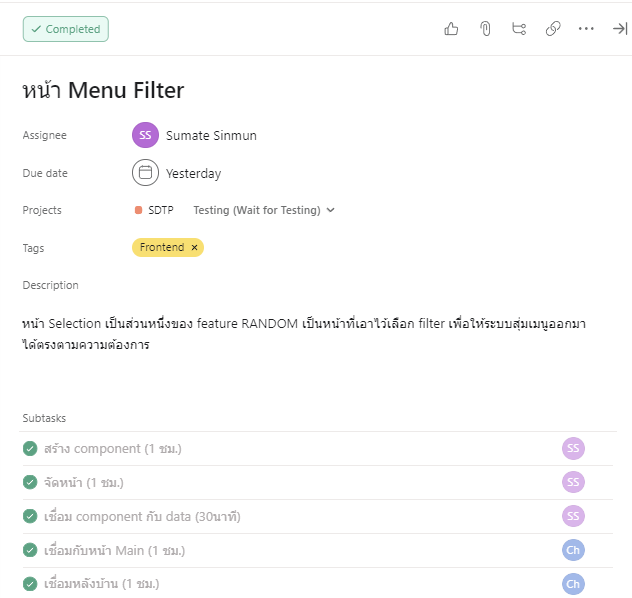 Completed
หน้า Menu Filter
Assignee SS Sumate Sinmun
Due date Yesterday
Projects SDTP Testing (Wait for Testing)
Tags Frontend ×
Description
หน้า Selection เป็นส่วนหนึ่งของ feature RANDOM เป็นหน้าที่เอาไว้เลือก filter เพื่อให้ระบบสุ่มเมนูออกมา
ได้ตรงตามความต้องการ
Subtasks
สร้าง component (1 ชม.) SS
จัดหน้า (1 ชม.) SS
เชื่อม component กับ data (30นาที) SS
เชื่อมกับหน้า Main (1 ชม.) Ch
เชื่อมหลังบ้าน (1 ชม.) Ch